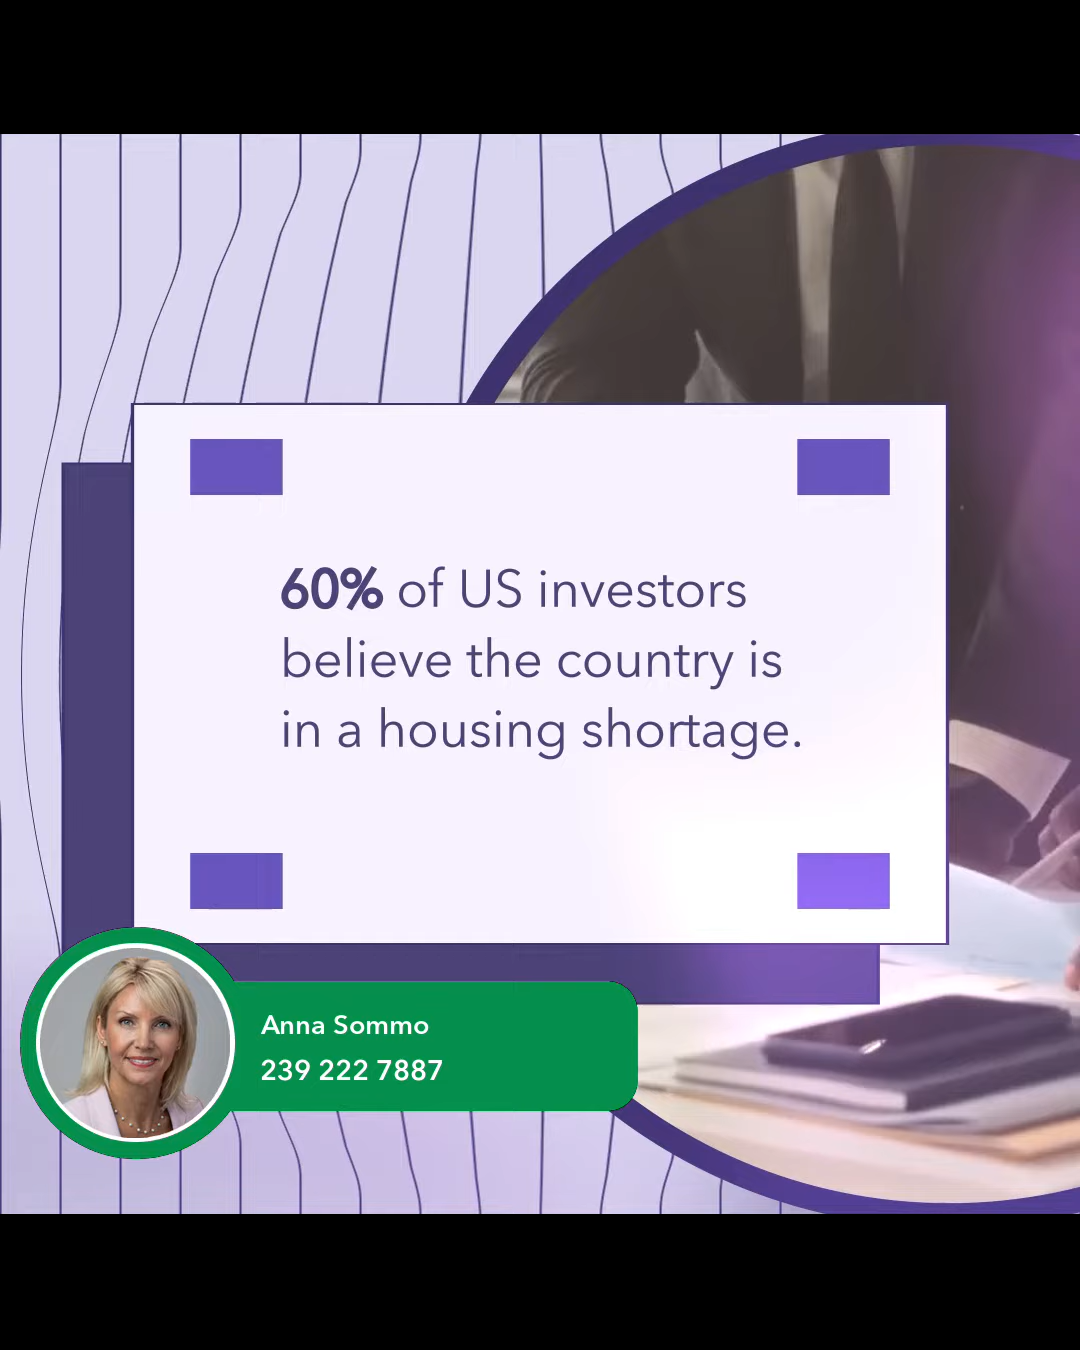 60% of US investors
believe the country is
in a housing shortage.
Anna Sommo
239 222 7887